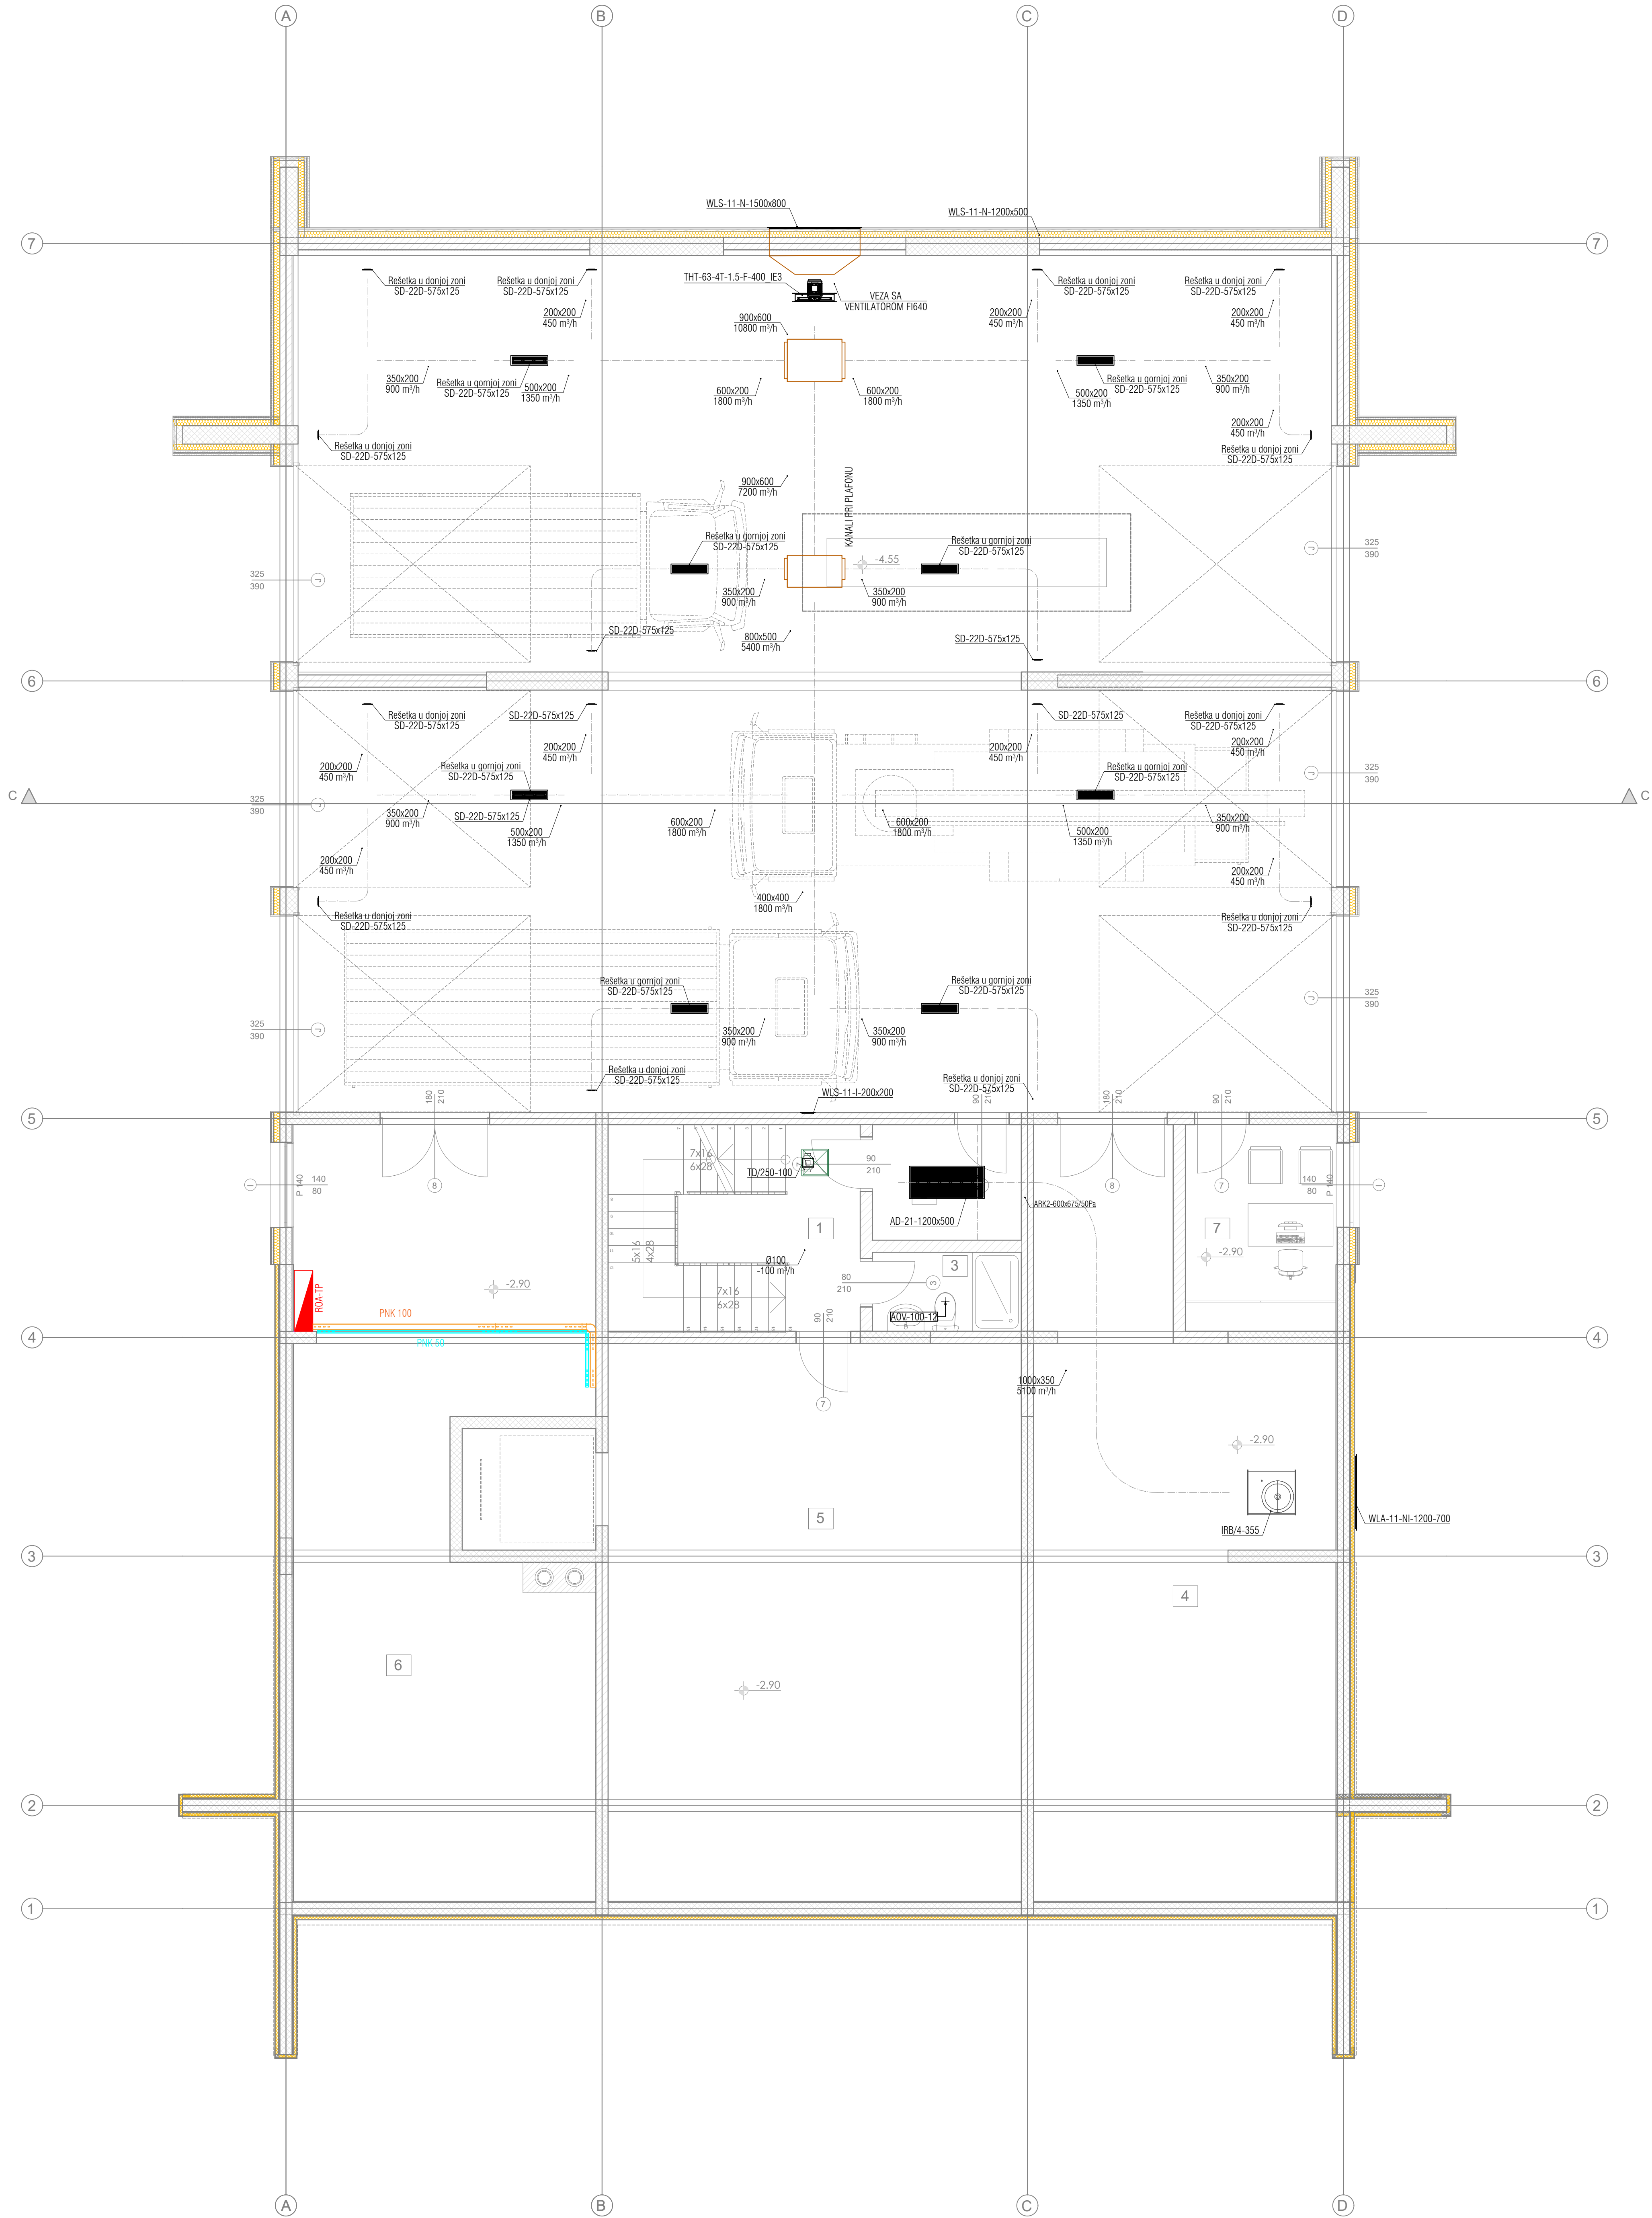 A
B
C
D
WLS-11-N-1500x800
WLS-11-N-1200x500
7
7
Rešetka u donjoj zoni
SD-22D-575x125
Rešetka u donjoj zoni
SD-22D-575x125
THT-63-4T-1.5-F-400_IE3
VEZA SA
VENTILATOROM FI640
Rešetka u donjoj zoni
SD-22D-575x125
Rešetka u donjoj zoni
SD-22D-575x125
200x200
450 m³/h
900x600
10800 m³/h
200x200
450 m³/h
200x200
450 m³/h
350x200
900 m³/h
Rešetka u gornjoj zoni
SD-22D-575x125
500x200
1350 m³/h
600x200
1800 m³/h
600x200
1800 m³/h
500x200
1350 m³/h
Rešetka u gornjoj zoni
SD-22D-575x125
350x200
900 m³/h
200x200
450 m³/h
Rešetka u donjoj zoni
SD-22D-575x125
Rešetka u donjoj zoni
SD-22D-575x125
900x600
7200 m³/h
KANALI PRI PLAFONU
Rešetka u gornjoj zoni
SD-22D-575x125
Rešetka u gornjoj zoni
SD-22D-575x125
-4.55
325
390
325
390
350x200
900 m³/h
350x200
900 m³/h
SD-22D-575x125
800x500
5400 m³/h
SD-22D-575x125
6
6
Rešetka u donjoj zoni
SD-22D-575x125
SD-22D-575x125
SD-22D-575x125
Rešetka u donjoj zoni
SD-22D-575x125
200x200
450 m³/h
200x200
450 m³/h
200x200
450 m³/h
200x200
450 m³/h
Rešetka u gornjoj zoni
SD-22D-575x125
Rešetka u gornjoj zoni
SD-22D-575x125
325
390
C
C
325
390
350x200
900 m³/h
SD-22D-575x125
500x200
1350 m³/h
600x200
1800 m³/h
600x200
1800 m³/h
500x200
1350 m³/h
350x200
900 m³/h
200x200
450 m³/h
200x200
450 m³/h
400x400
1800 m³/h
Rešetka u donjoj zoni
SD-22D-575x125
Rešetka u donjoj zoni
SD-22D-575x125
Rešetka u gornjoj zoni
SD-22D-575x125
Rešetka u gornjoj zoni
SD-22D-575x125
325
390
325
390
350x200
900 m³/h
350x200
900 m³/h
Rešetka u donjoj zoni
SD-22D-575x125
Rešetka u donjoj zoni
SD-22D-575x125
WLS-11-I-200x200
180
210
90
210
180
210
90
210
5
5
7x16
6x28
TD/250-100
90
210
8
8
7
P 140
140
80
140
80
P 140
AD-21-1200x500
ARK2-600x675/50Pa
1
7
5x16
4x28
Ø100
-100 m³/h
3
-2.90
-2.90
80
210
3
7x16
6x28
ROA-TP
PNK 100
PNK 50
AOV-100-12
90
210
4
4
7
1000x350
5100 m³/h
-2.90
5
IRB/4-355
WLA-11-NI-1200-700
3
3
4
6
-2.90
2
2
1
1
A
B
C
D